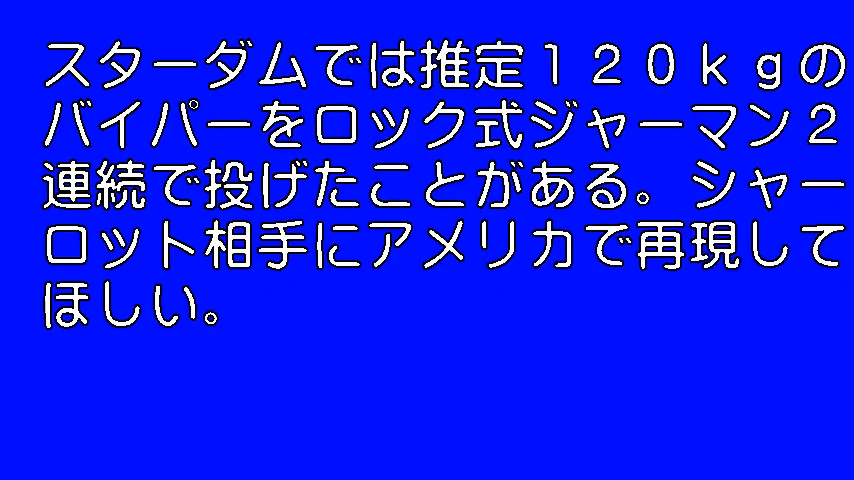 スターダムでは推定１２０ｋｇの
バイパーをロック式ジャーマン２
連続で投げたことがある。シャー
ロット相手にアメリカで再現して
ほしい。